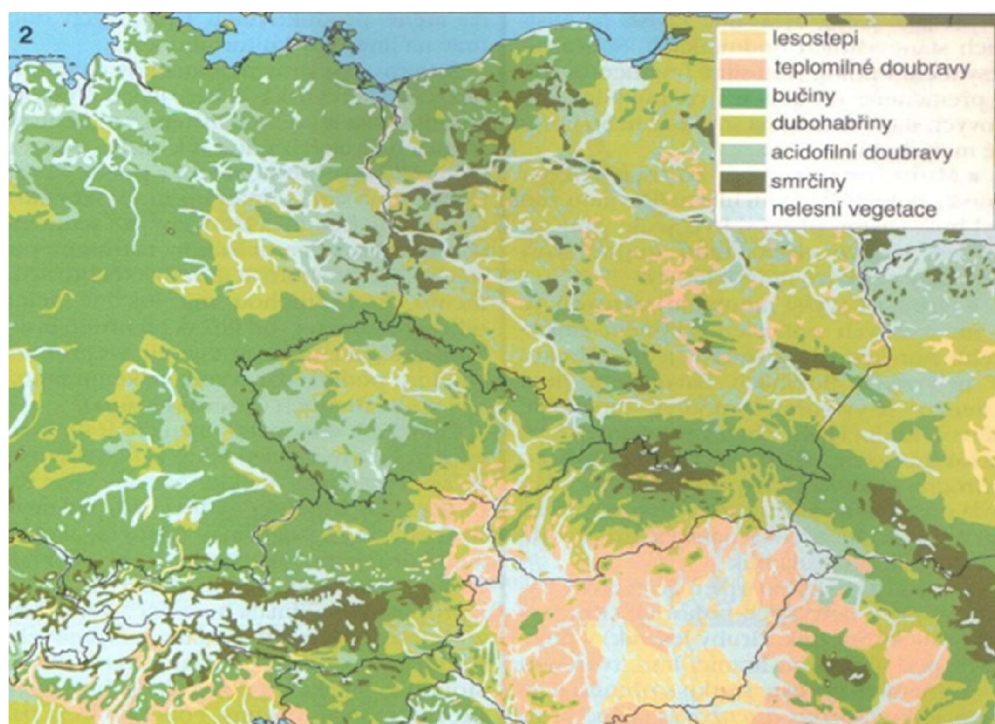 2
lesostepi
teplomilné doubravy
bučiny
dubohabřiny
acidofilní doubravy
smrčiny
nelesní vegetace